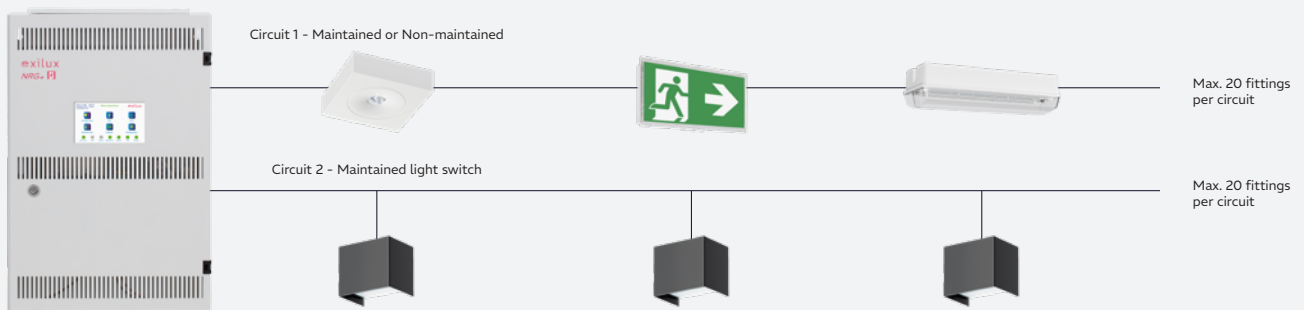 Circuit 1 - Maintained or Non-maintained
exilux
NRG+ S
Max. 20 fittings
per circuit
Circuit 2 - Maintained light switch
Max. 20 fittings
per circuit